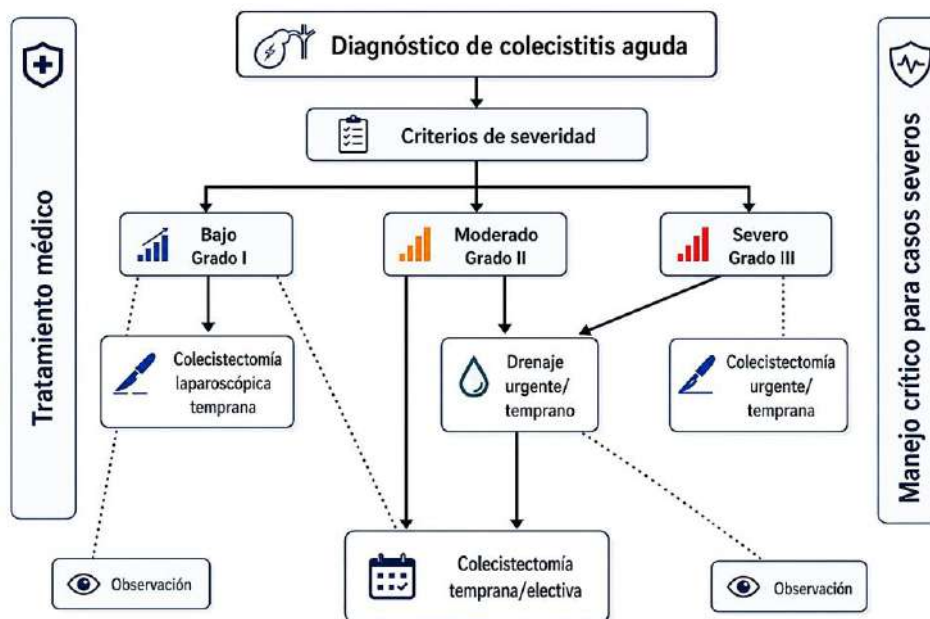 Diagnóstico de colecistitis aguda
Criterios de severidad
Tratamiento médico
Manejo crítico para casos severos
Bajo
Grado I
Moderado
Grado II
Severo
Grado III
Colecistectomía
laparoscópica
temprana
Drenaje
urgente/
temprano
Colecistectomía
urgente/
temprana
Observación
Colecistectomía
temprana/electiva
Observación